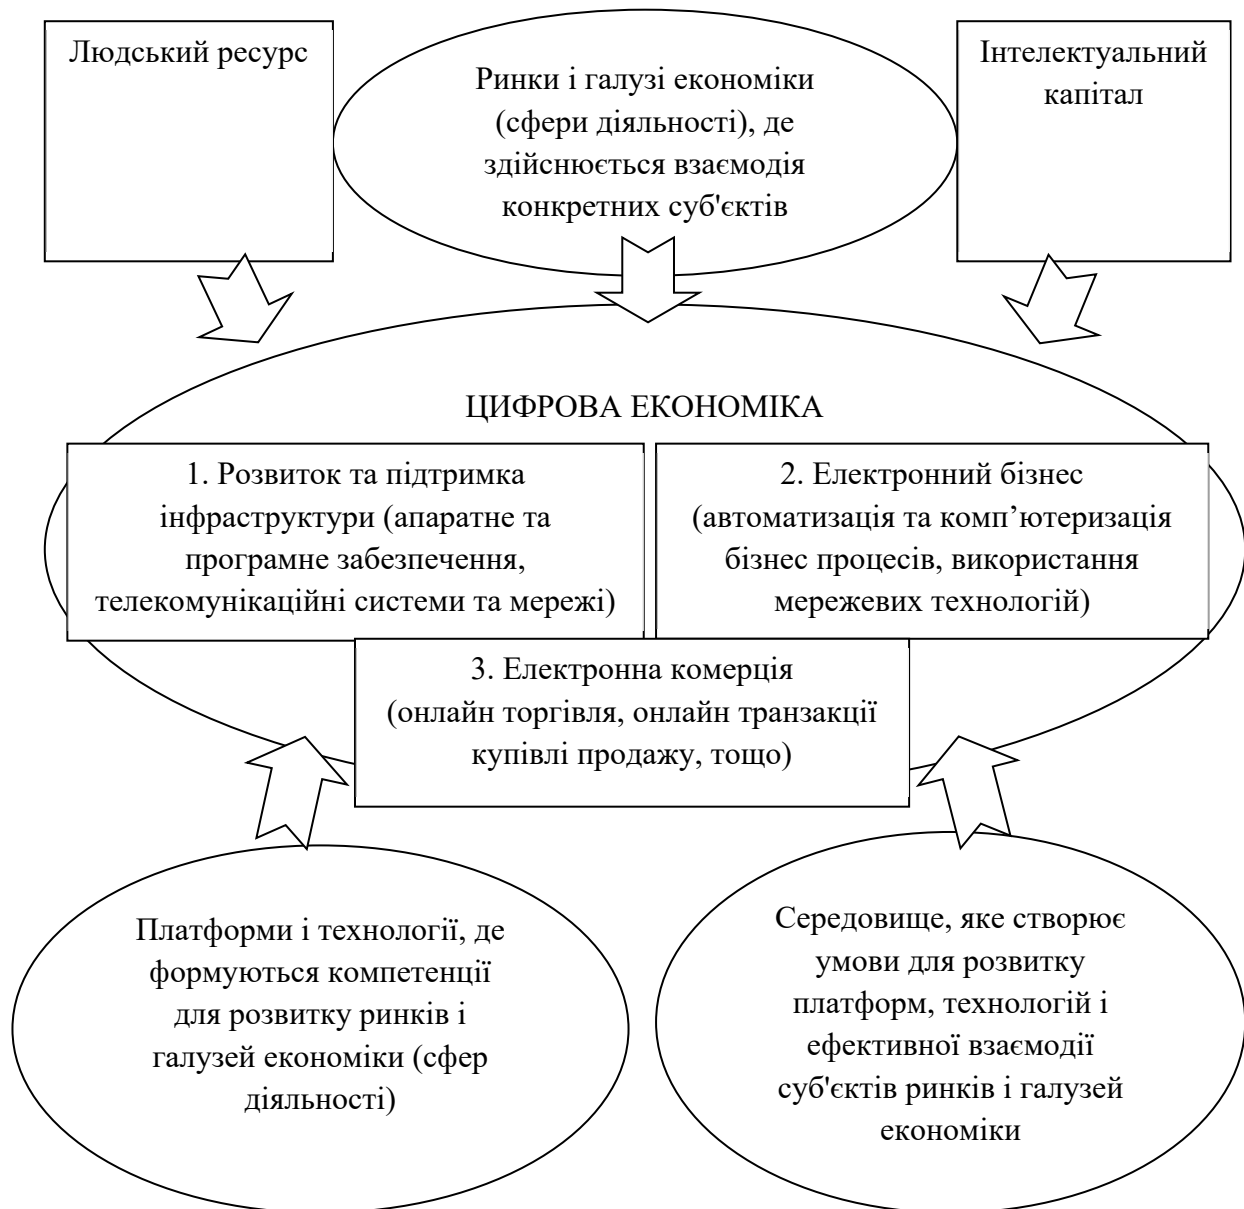 Людський ресурс
Ринки і галузі економіки
(сфери діяльності), де
здійснюється взаємодія
конкретних суб'єктів
Інтелектуальний
капітал
ЦИФРОВА ЕКОНОМІКА
1. Розвиток та підтримка
інфраструктури (апаратне та
програмне забезпечення,
телекомунікаційні системи та мережі)
2. Електронний бізнес
(автоматизація та комп’ютеризація
бізнес процесів, використання
мережевих технологій)
3. Електронна комерція
(онлайн торгівля, онлайн транзакції
купівлі продажу, тощо)
Платформи і технології, де
формуються компетенції
для розвитку ринків і
галузей економіки (сфер
діяльності)
Середовище, яке створює
умови для розвитку
платформ, технологій і
ефективної взаємодії
суб'єктів ринків і галузей
економіки